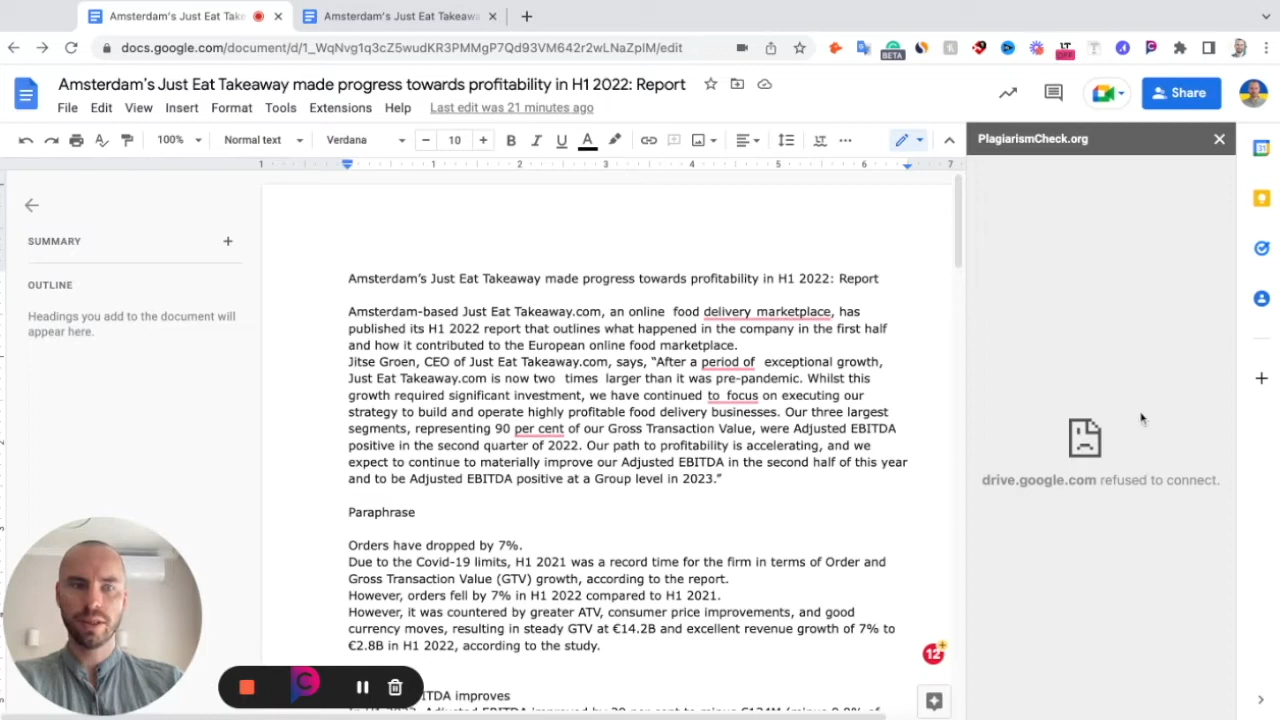 Amsterdam's Just Eat Take
Amsterdam's Just Eat Takeawa
docs.google.com/document/d/1_WqNvg1q3cZ5wudKR3PMMgP7Qd93VM642r2wLNaZpIM/edit
BETA
LT
OFF
Amsterdam's Just Eat Takeaway made progress towards profitability in H1 2022: Report
File Edit View Insert Format Tools Extensions Help Last edit was 21 minutes ago
Share
100% Normal text Verdana 10 B I U A
PlagiarismCheck.org
1 1 2 3 4 5 6 7
SUMMARY
OUTLINE
Headings you add to the document will
appear here.
Amsterdam's Just Eat Takeaway made progress towards profitability in H1 2022: Report
Amsterdam-based Just Eat Takeaway.com, an online food delivery marketplace, has
published its H1 2022 report that outlines what happened in the company in the first half
and how it contributed to the European online food marketplace.
Jitse Groen, CEO of Just Eat Takeaway.com, says, “After a period of exceptional growth,
Just Eat Takeaway.com is now two times larger than it was pre-pandemic. Whilst this
growth required significant investment, we have continued to focus on executing our
strategy to build and operate highly profitable food delivery businesses. Our three largest
segments, representing 90 per cent of our Gross Transaction Value, were Adjusted EBITDA
positive in the second quarter of 2022. Our path to profitability is accelerating, and we
expect to continue to materially improve our Adjusted EBITDA in the second half of this year
and to be Adjusted EBITDA positive at a Group level in 2023.”
Paraphrase
Orders have dropped by 7%.
Due to the Covid-19 limits, H1 2021 was a record time for the firm in terms of Order and
Gross Transaction Value (GTV) growth, according to the report.
However, orders fell by 7% in H1 2022 compared to H1 2021.
However, it was countered by greater ATV, consumer price improvements, and good
currency moves, resulting in steady GTV at €14.2B and excellent revenue growth of 7% to
€2.8B in H1 2022, according to the study.
TDA improves
drive.google.com refused to connect.
31
12